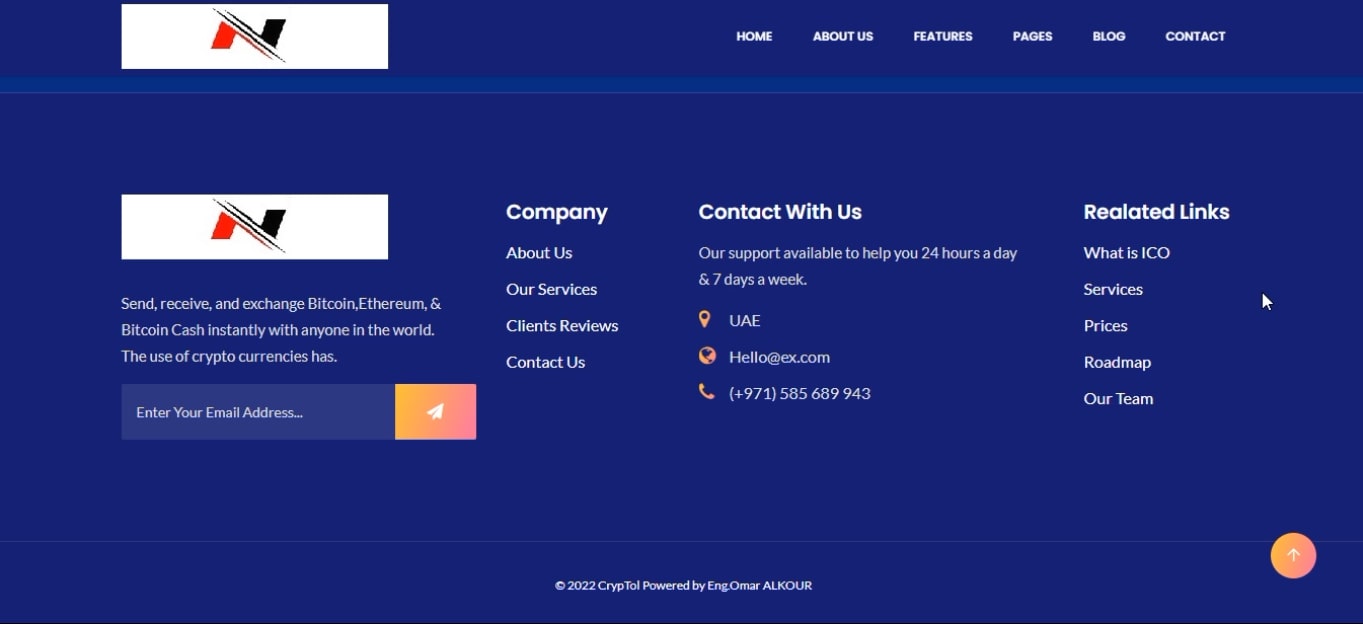 HOME ABOUT US FEATURES PAGES BLOG CONTACT
Send, receive, and exchange Bitcoin,Ethereum, &
Bitcoin Cash instantly with anyone in the world.
The use of crypto currencies has.
Enter Your Email Address...
Company
About Us
Our Services
Clients Reviews
Contact Us
Contact With Us
Our support available to help you 24 hours a day
& 7 days a week.
UAE
Hello@ex.com
(+971) 585 689 943
Realated Links
What is ICO
Services
Prices
Roadmap
Our Team
© 2022 CrypTol Powered by Eng.Omar ALKOUR